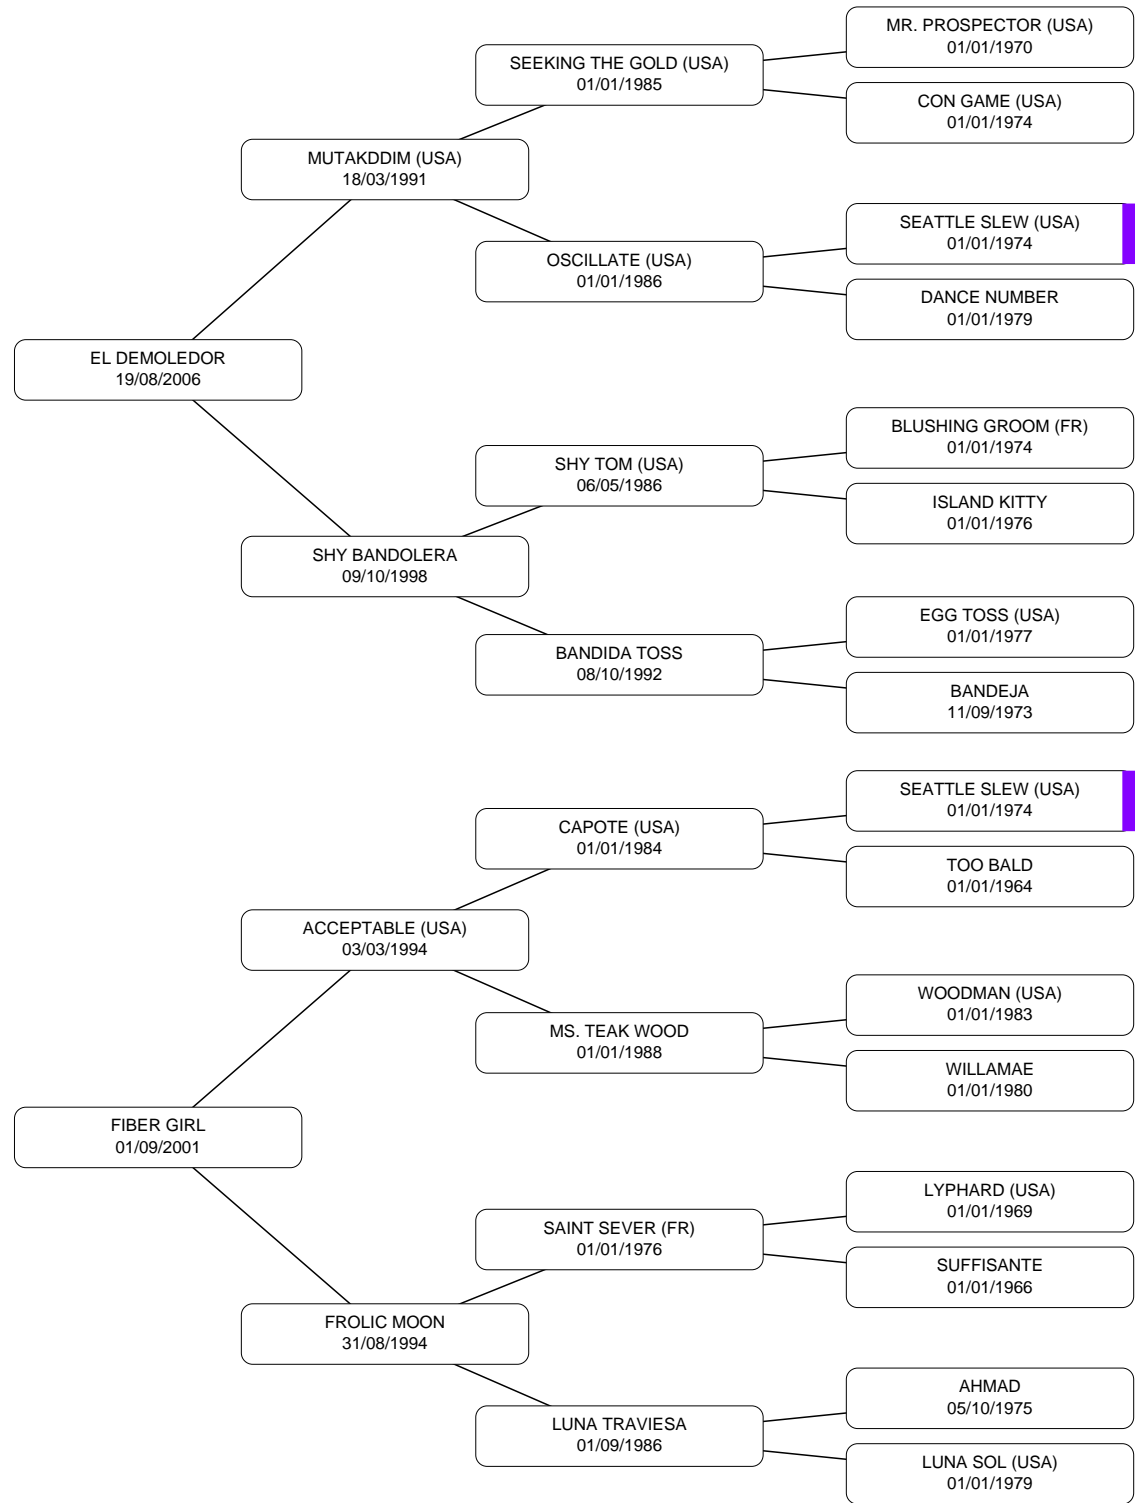 MR. PROSPECTOR (USA)
01/01/1970
SEEKING THE GOLD (USA)
01/01/1985
CON GAME (USA)
01/01/1974
MUTAKDDIM (USA)
18/03/1991
SEATTLE SLEW (USA)
01/01/1974
OSCILLATE (USA)
01/01/1986
DANCE NUMBER
01/01/1979
EL DEMOLEDOR
19/08/2006
BLUSHING GROOM (FR)
01/01/1974
SHY TOM (USA)
06/05/1986
ISLAND KITTY
01/01/1976
SHY BANDOLERA
09/10/1998
EGG TOSS (USA)
01/01/1977
BANDIDA TOSS
08/10/1992
BANDEJA
11/09/1973
SEATTLE SLEW (USA)
01/01/1974
CAPOTE (USA)
01/01/1984
TOO BALD
01/01/1964
ACCEPTABLE (USA)
03/03/1994
WOODMAN (USA)
01/01/1983
MS. TEAK WOOD
01/01/1988
WILLAMAE
01/01/1980
FIBER GIRL
01/09/2001
LYPHARD (USA)
01/01/1969
SAINT SEVER (FR)
01/01/1976
SUFFISANTE
01/01/1966
FROLIC MOON
31/08/1994
AHMAD
05/10/1975
LUNA TRAVIESA
01/09/1986
LUNA SOL (USA)
01/01/1979